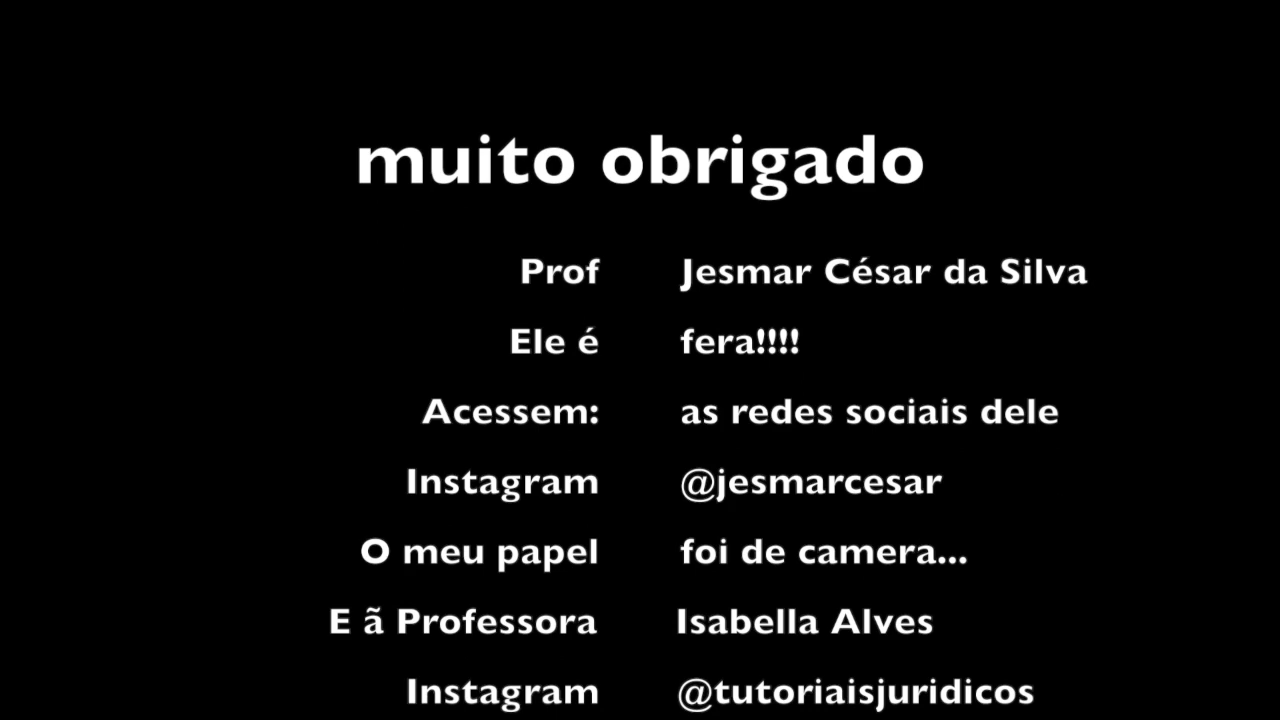 muito obrigado
Prof Jesmar César da Silva
Ele é fera!!!!
Acessem: as redes sociais dele
Instagram @jesmarcesar
O meu papel foi de camera...
E ã Professora Isabella Alves
Instagram @tutoriaisjuridicos